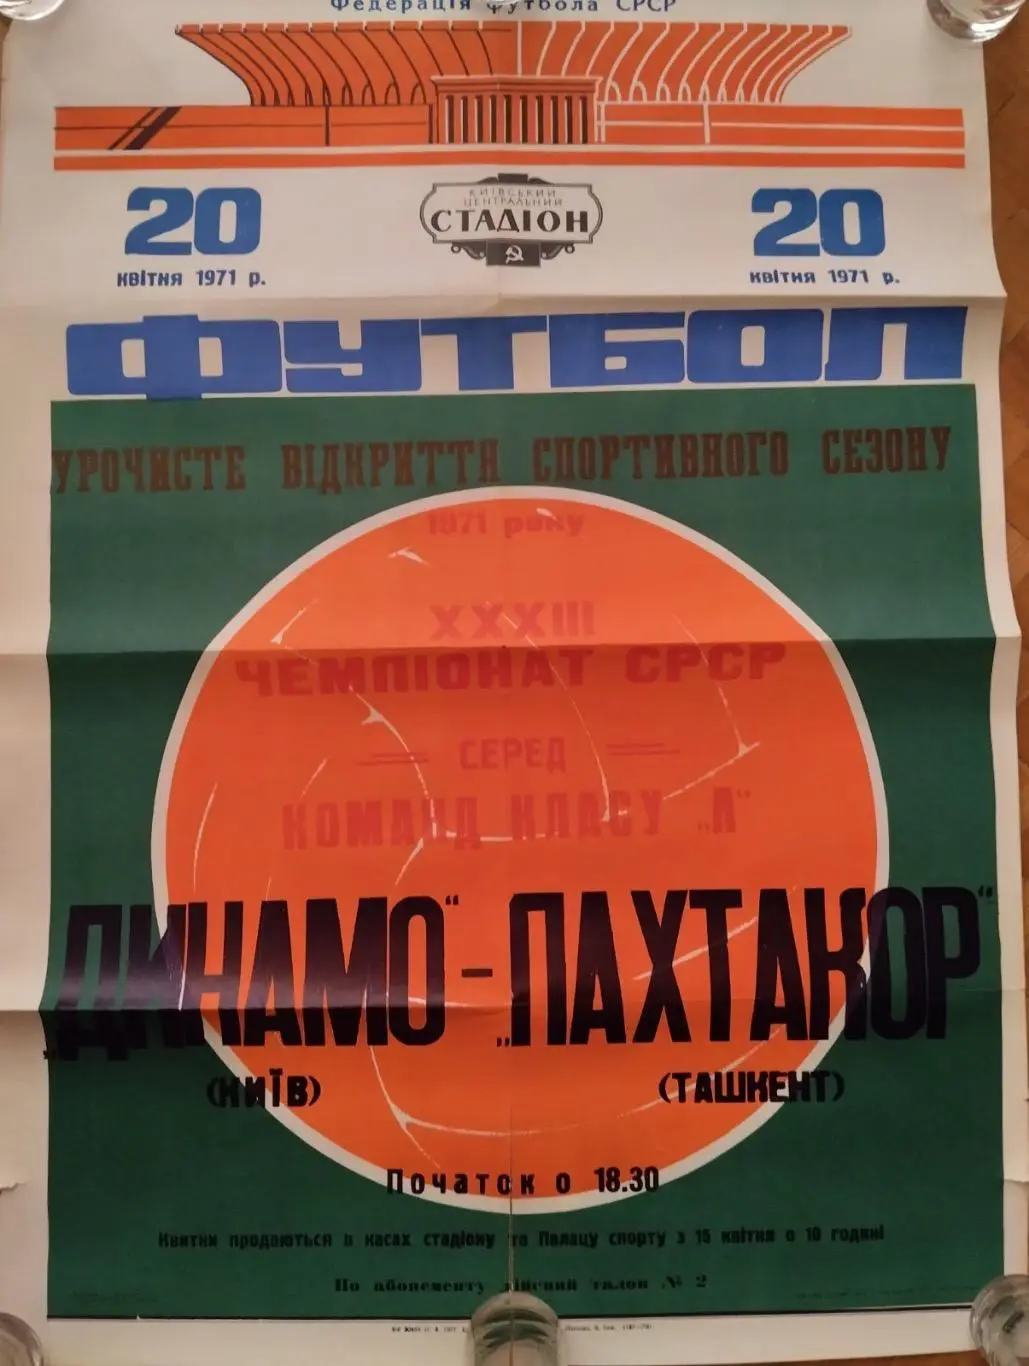 Федерація футбола СРСР
КИЇВСЬКИЙ
ЦЕНТРАЛЬНИЙ
СТАДІОН
20
квітня 1971 р.
20
квітня 1971 р.
ФУТБОЛ
УРОЧИСТЕ ВІДКРИТТЯ СПОРТИВНОГО СЕЗОНУ
1971 року
XXXIII
ЧЕМПІОНАТ СРСР
СЕРЕД
КОМАНД КЛАСУ „А"
„ДИНАМО" - „ПАХТАКОР"
(КИЇВ) (ТАШКЕНТ)
Початок о 18.30
Квитки продаються в касах стадіону та Палацу спорту з 15 квітня о 10 годині
По абонементу дійсний талон № 2